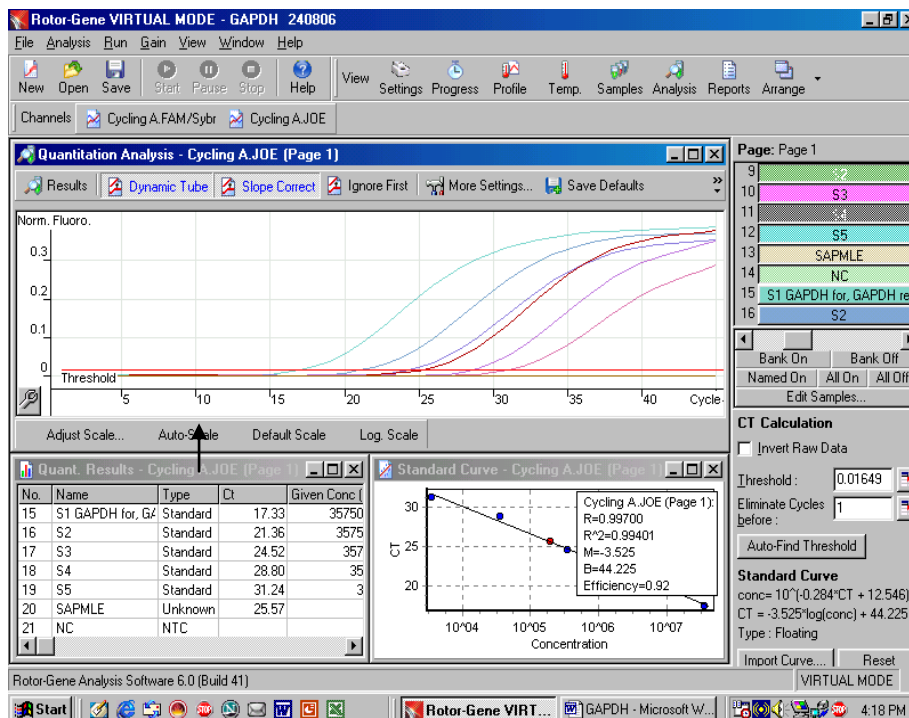 Rotor-Gene VIRTUAL MODE - GAPDH 240806
File Analysis Run Gain View Window Help
New Open Save Start Pause Stop Help View Settings Progress Profile Temp. Samples Analysis Reports Arrange
Channels Cycling A.FAM/Sybr Cycling A.JOE
Quantitation Analysis - Cycling A.JOE (Page 1)
Results Dynamic Tube Slope Correct Ignore First More Settings... Save Defaults
Norm. Fluoro.
0.3
0.2
0.1
0
Threshold
5 10 15 20 25 30 35 40 Cycle
Adjust Scale... Auto-Scale Default Scale Log. Scale
Page: Page 1
9 S2
10 S3
11 S4
12 S5
13 SAPMLE
14 NC
15 S1 GAPDH for, GAPDH re
16 S2
Bank On Bank Off
Named On All On All Off
Edit Samples...
CT Calculation
Invert Raw Data
Threshold : 0.01649
Eliminate Cycles before : 1
Auto-Find Threshold
Standard Curve
conc= 10^(-0.284*CT + 12.546)
CT = -3.525*log(conc) + 44.225
Type : Floating
Import Curve.... Reset
Quant. Results - Cycling A.JOE (Page 1)
No. Name Type Ct Given Conc (
15 S1 GAPDH for, GA Standard 17.33 35750
16 S2 Standard 21.36 3575
17 S3 Standard 24.52 357
18 S4 Standard 28.80 35
19 S5 Standard 31.24 3
20 SAPMLE Unknown 25.57
21 NC NTC
Standard Curve - Cycling A.JOE (Page 1)
CT
30
25
20
Cycling A.JOE (Page 1):
R=0.99700
R^2=0.99401
M=-3.525
B=44.225
Efficiency=0.92
10^04 10^05 10^06 10^07
Concentration
Rotor-Gene Analysis Software 6.0 (Build 41) VIRTUAL MODE
Start Rotor-Gene VIRT... GAPDH - Microsoft W... 4:18 PM